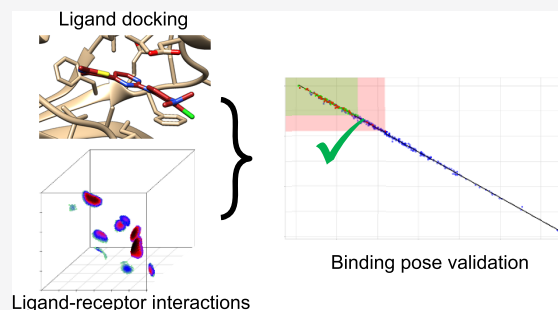 Ligand docking
Ligand-receptor interactions
Binding pose validation